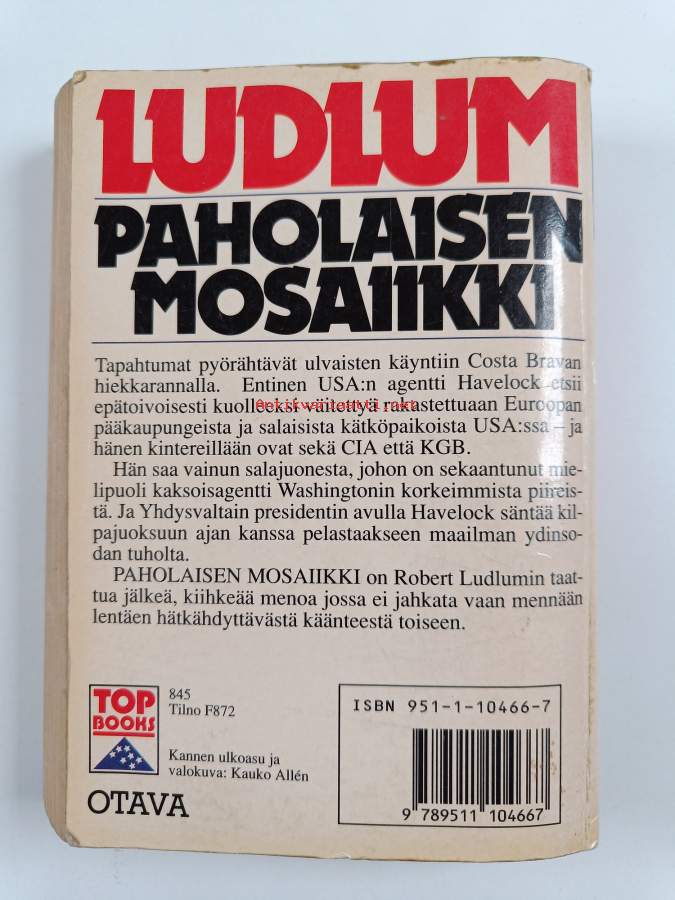 LUDLUM
PAHOLAISEN
MOSAIIKKI
Tapahtumat pyörähtävät ulvaisten käyntiin Costa Bravan
hiekkarannalla. Entinen USA:n agentti Havelock etsii
epätoivoisesti kuolleeksi väitettyä rakastettuaan Euroopan
Antikvariaatti.net
pääkaupungeista ja salaisista kätköpaikoista USA:ssa – ja
hänen kintereillään ovat sekä CIA että KGB.
Hän saa vainun salajuonesta, johon on sekaantunut mie-
lipuoli kaksoisagentti Washingtonin korkeimmista piireis-
tä. Ja Yhdysvaltain presidentin avulla Havelock säntää kil-
pajuoksuun ajan kanssa pelastaakseen maailman ydinso-
dan tuholta.
PAHOLAISEN MOSAIIKKI on Robert Ludlumin taat-
tua jälkeä, kiihkeää menoa jossa ei jahkata vaan mennään
lentäen hätkähdyttävästä käänteestä toiseen.
TOP
BOOKS
845
Tilno F872
Kannen ulkoasu ja
valokuva: Kauko Allén
OTAVA
ISBN 951-1-10466-7
9 789511 104667